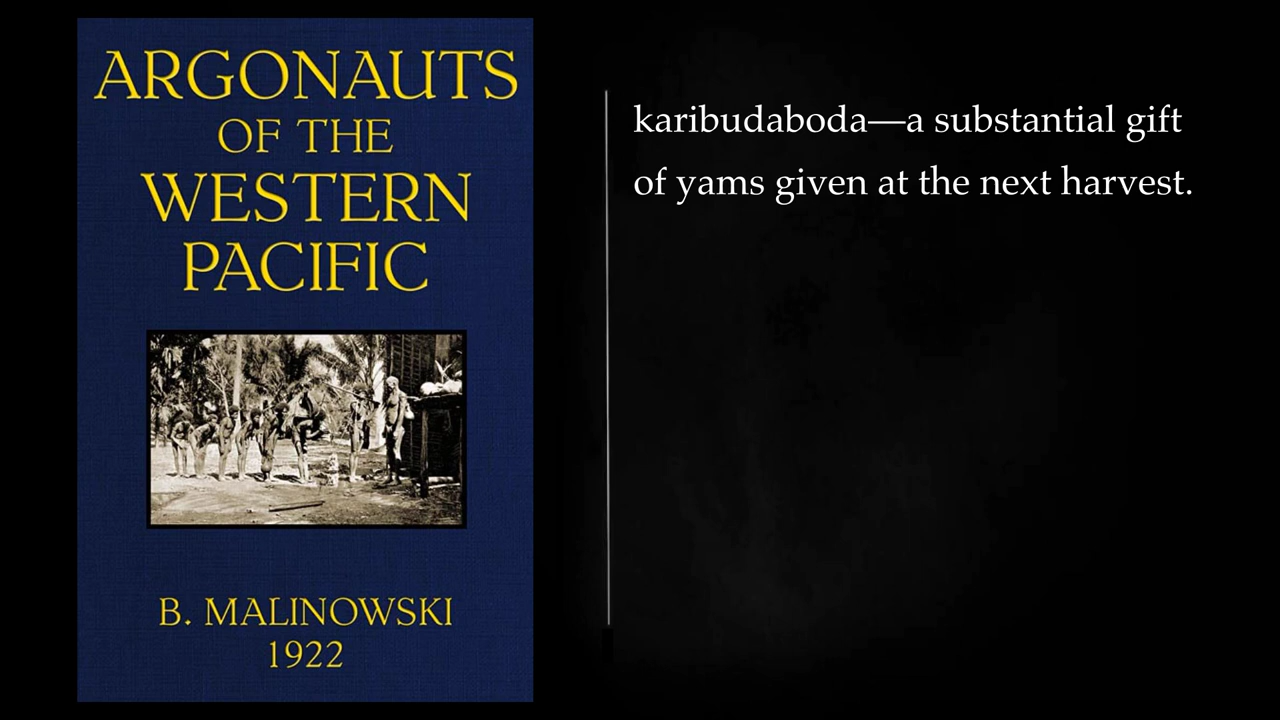 ARGONAUTS
OF THE
WESTERN
PACIFIC
B. MALINOWSKI
1922
karibudaboda—a substantial gift
of yams given at the next harvest.